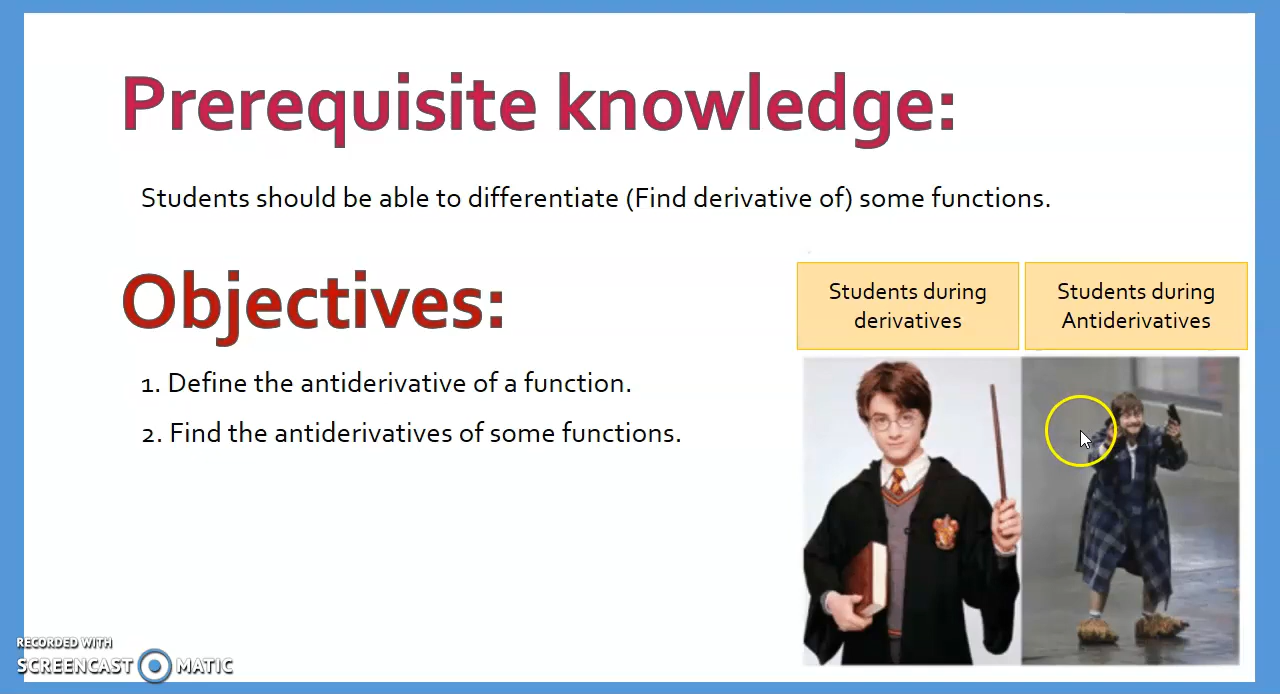 Prerequisite knowledge:
Students should be able to differentiate (Find derivative of) some functions.
Objectives:
1. Define the antiderivative of a function.
2. Find the antiderivatives of some functions.
Students during
derivatives
Students during
Antiderivatives
RECORDED WITH
SCREENCAST MATIC